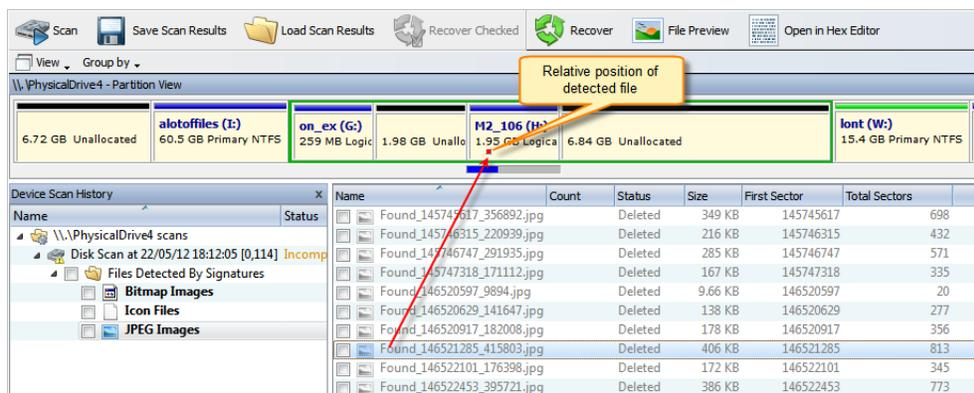 Scan Save Scan Results Load Scan Results Recover Checked Recover File Preview Open in Hex Editor
View Group by
\\.\PhysicalDrive4 - Partition View
Relative position of
detected file
6.72 GB Unallocated
alotoffiles (I:)
60.5 GB Primary NTFS
on_ex (G:)
259 MB Logic
1.98 GB Unallo
M2_106 (H:)
1.95 GB Logica
6.84 GB Unallocated
lont (W:)
15.4 GB Primary NTFS
Device Scan History x
Name Status
\\.\PhysicalDrive4 scans
Disk Scan at 22/05/12 18:12:05 [0,114] Incomp
Files Detected By Signatures
Bitmap Images
Icon Files
JPEG Images
Name Count Status Size First Sector Total Sectors
Found_145745617_356892.jpg Deleted 349 KB 145745617 698
Found_145746315_220939.jpg Deleted 216 KB 145746315 432
Found_145746747_291935.jpg Deleted 285 KB 145746747 571
Found_145747318_171112.jpg Deleted 167 KB 145747318 335
Found_146520597_9894.jpg Deleted 9.66 KB 146520597 20
Found_146520629_141647.jpg Deleted 138 KB 146520629 277
Found_146520917_182008.jpg Deleted 178 KB 146520917 356
Found_146521285_415803.jpg Deleted 406 KB 146521285 813
Found_146522101_176398.jpg Deleted 172 KB 146522101 345
Found_146522453_395721.jpg Deleted 386 KB 146522453 773